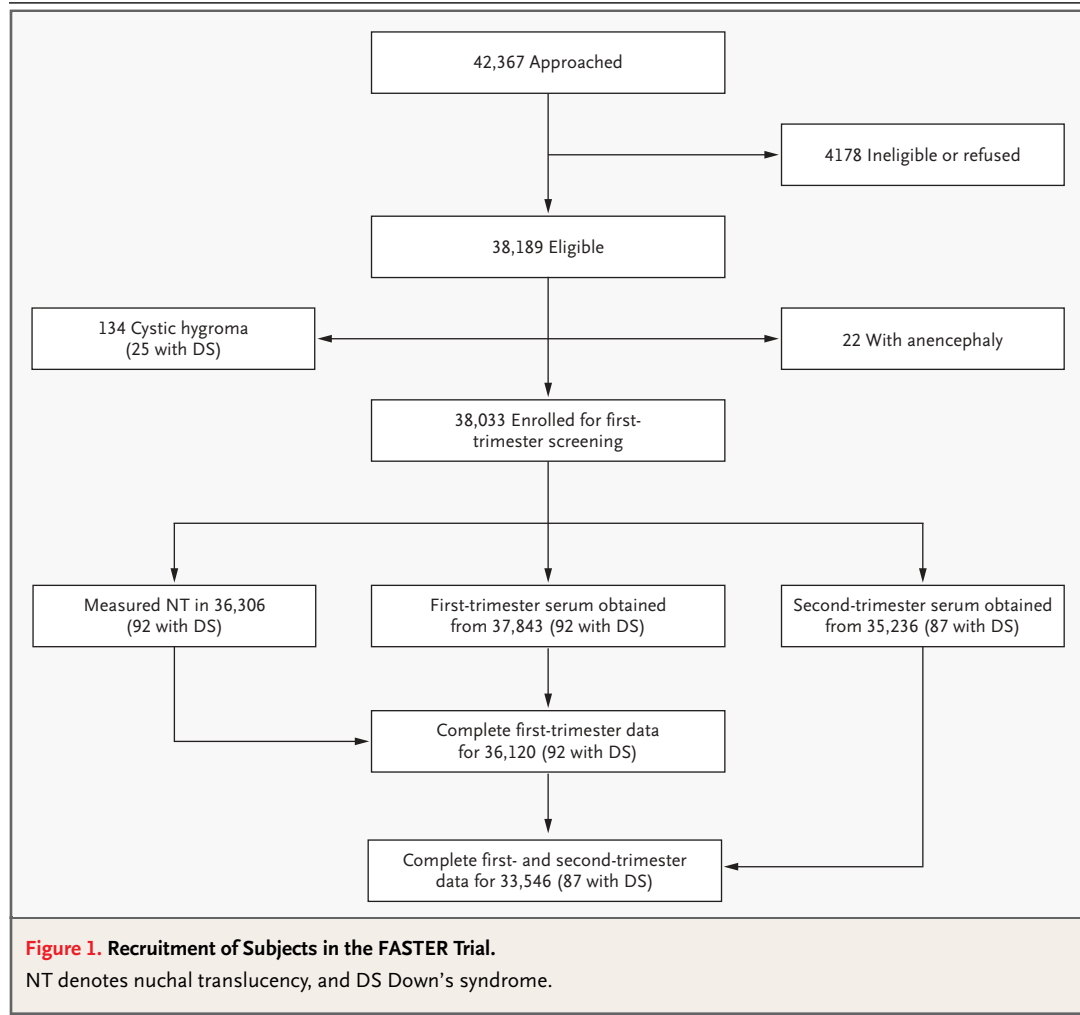 42,367 Approached
4178 Ineligible or refused
38,189 Eligible
134 Cystic hygroma
(25 with DS)
22 With anencephaly
38,033 Enrolled for first-
trimester screening
Measured NT in 36,306
(92 with DS)
First-trimester serum obtained
from 37,843 (92 with DS)
Second-trimester serum obtained
from 35,236 (87 with DS)
Complete first-trimester data
for 36,120 (92 with DS)
Complete first- and second-trimester
data for 33,546 (87 with DS)
Figure 1. Recruitment of Subjects in the FASTER Trial.
NT denotes nuchal translucency, and DS Down's syndrome.